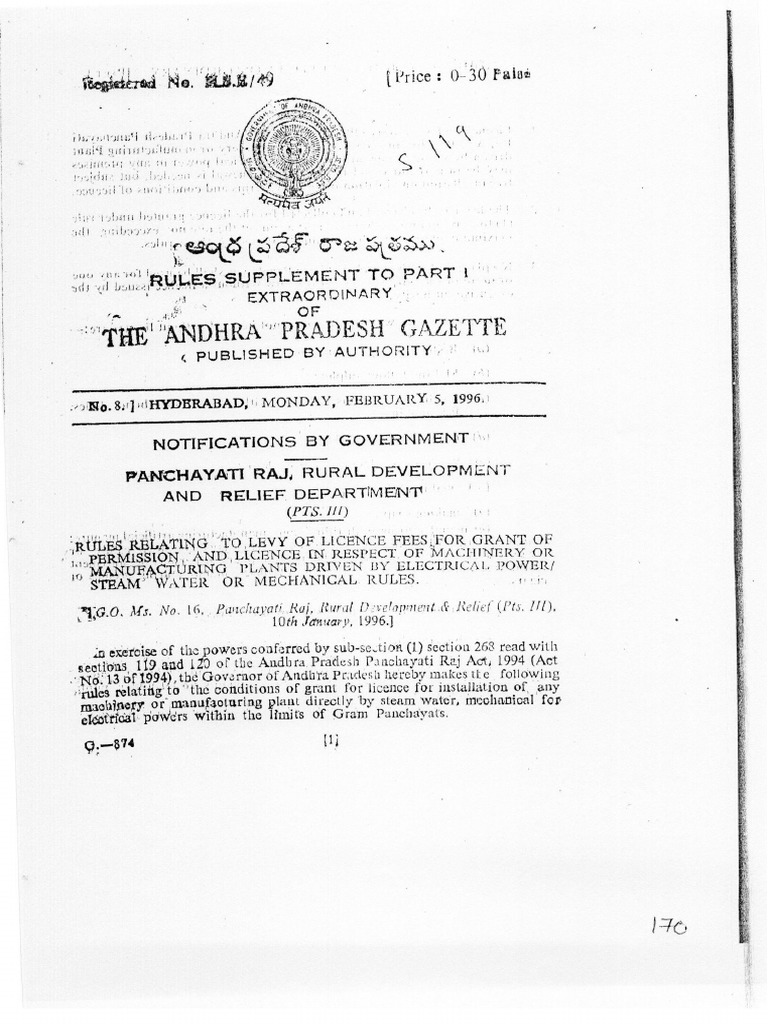 Registered No. H.S.E/49 [Price : 0-30 Paise
GOVERNMENT OF ANDHRA PRADESH
सत्यमेव जयते
S. 119
ఆంధ్ర ప్రదేశ్ రాజ పత్రము
RULES SUPPLEMENT TO PART I
EXTRAORDINARY
OF
THE ANDHRA PRADESH GAZETTE
PUBLISHED BY AUTHORITY
No. 8.] HYDERABAD, MONDAY, FEBRUARY 5, 1996.
NOTIFICATIONS BY GOVERNMENT
PANCHAYATI RAJ, RURAL DEVELOPMENT
AND RELIEF DEPARTMENT
(PTS. III)
RULES RELATING TO LEVY OF LICENCE FEES FOR GRANT OF
PERMISSION, AND LICENCE IN RESPECT OF MACHINERY OR
MANUFACTURING PLANTS DRIVEN BY ELECTRICAL POWER/
STEAM WATER OR MECHANICAL RULES.
[G.O. Ms. No. 16, Panchayati Raj, Rural Development & Relief (Pts. III),
10th January, 1996.]
In exercise of the powers conferred by sub-section (1) section 268 read with
sections 119 and 120 of the Andhra Pradesh Panchayati Raj Act, 1994 (Act
No. 13 of 1994), the Governor of Andhra Pradesh hereby makes the following
rules relating to the conditions of grant for licence for installation of any
machinery or manufacturing plant directly by steam water, mechanical for
electrical powers within the limits of Gram Panchayats.
G.—874 [1]
170